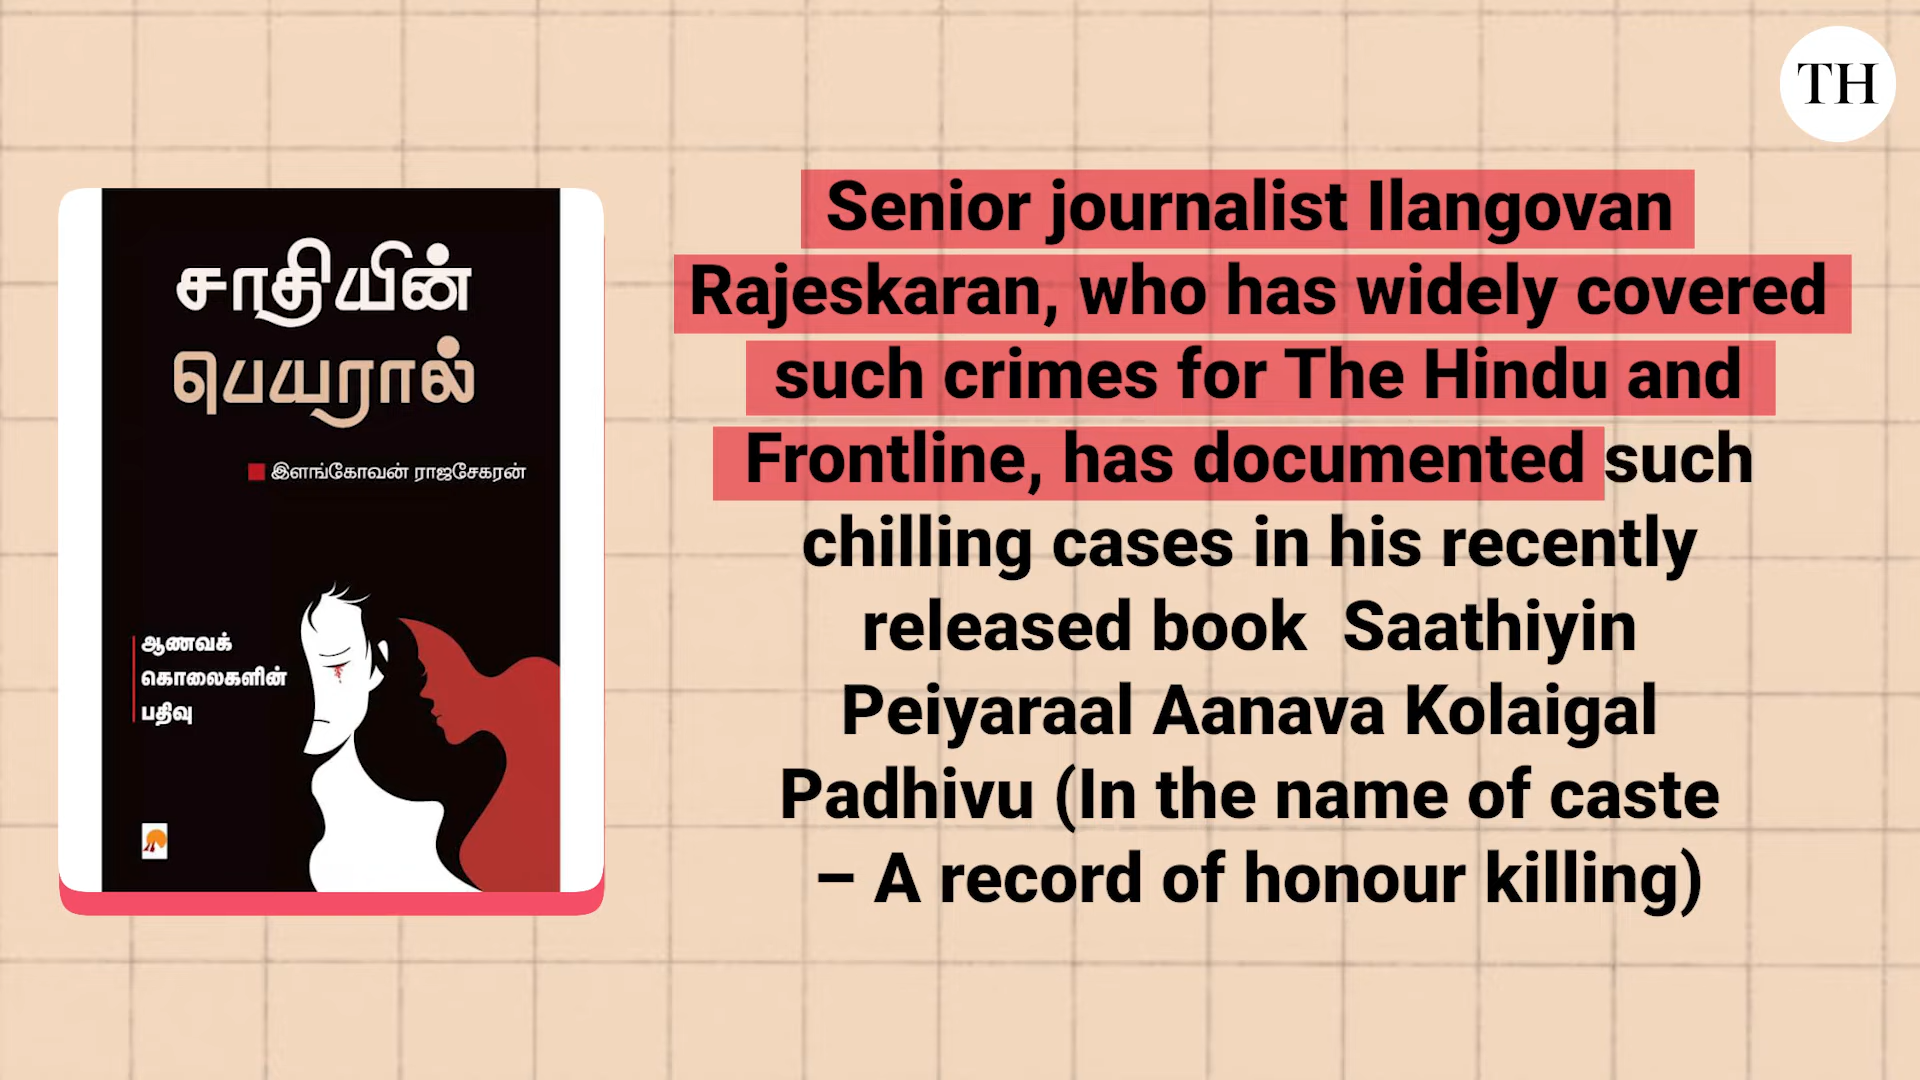 TH
சாதியின்
பெயரால்
இளங்கோவன் ராஜசேகரன்
ஆணவக்
கொலைகளின்
பதிவு
Senior journalist Ilangovan
Rajeskaran, who has widely covered
such crimes for The Hindu and
Frontline, has documented such
chilling cases in his recently
released book Saathiyin
Peiyaraal Aanava Kolaigal
Padhivu (In the name of caste
– A record of honour killing)